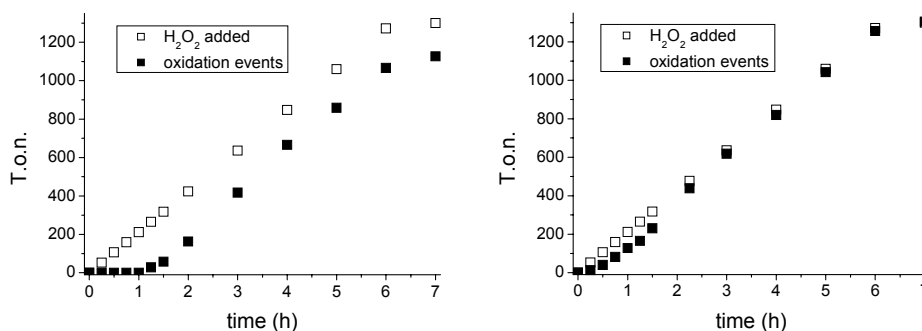 H₂O₂ added
oxidation events
T.o.n.
1200
1000
800
600
400
200
0
0 1 2 3 4 5 6 7
time (h)
H₂O₂ added
oxidation events
T.o.n.
1200
1000
800
600
400
200
0
0 1 2 3 4 5 6
time (h)